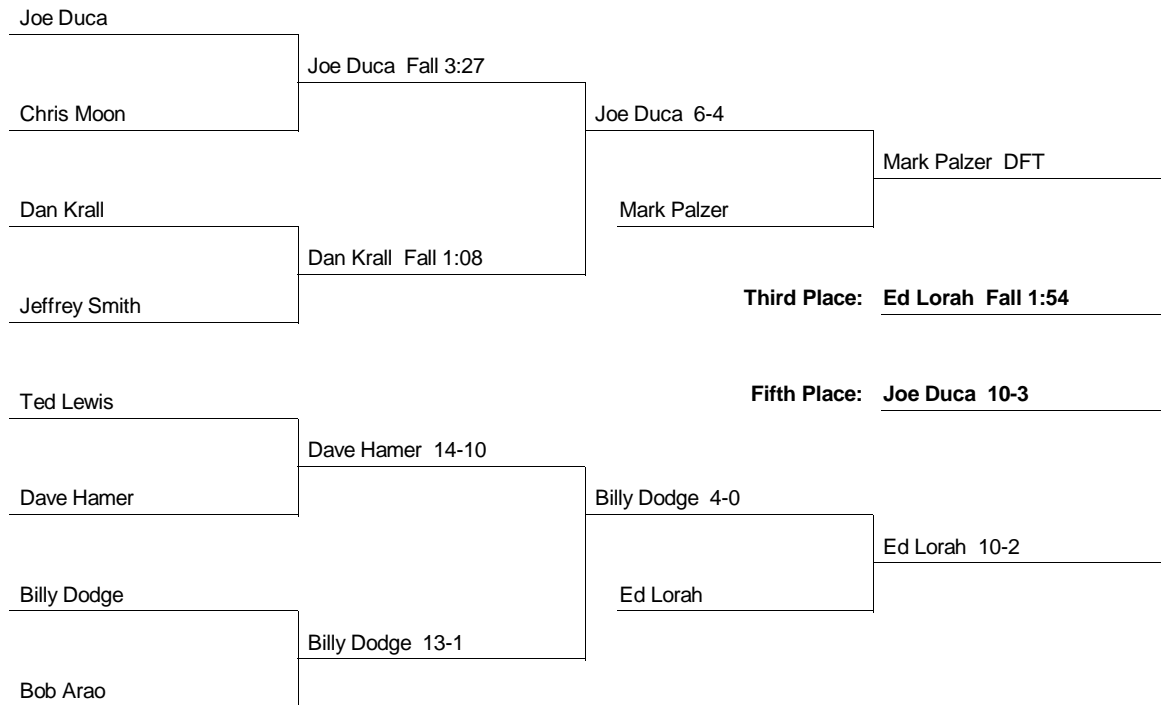 Joe Duca
Joe Duca Fall 3:27
Chris Moon
Joe Duca 6-4
Mark Palzer DFT
Dan Krall
Mark Palzer
Dan Krall Fall 1:08
Jeffrey Smith
Third Place: Ed Lorah Fall 1:54
Ted Lewis
Fifth Place: Joe Duca 10-3
Dave Hamer 14-10
Dave Hamer
Billy Dodge 4-0
Ed Lorah 10-2
Billy Dodge
Ed Lorah
Billy Dodge 13-1
Bob Arao